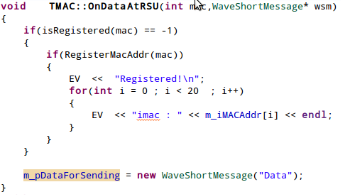 void    TMAC::OnDataAtRSU(int mac,WaveShortMessage* wsm)
{
    if(isRegister(mac) == -1)
    {
        if(RegisterMacAddr(mac))
        {
            EV  <<  "Registered!\n";
            for(int i = 0 ; i < 20  ; i++)
            {
                EV  << "imac : " << m_iMACAddr[i] << endl;
            }
        }
    }

    m_pDataForSending = new WaveShortMessage("Data");
}